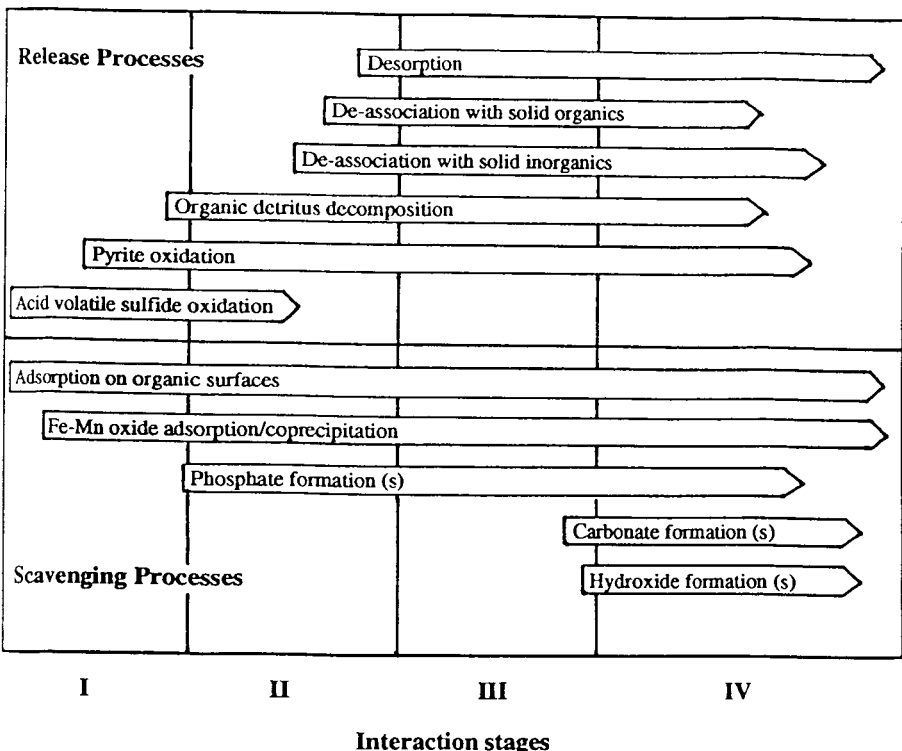 Release Processes
Desorption
De-association with solid organics
De-association with solid inorganics
Organic detritus decomposition
Pyrite oxidation
Acid volatile sulfide oxidation
Adsorption on organic surfaces
Fe-Mn oxide adsorption/coprecipitation
Phosphate formation (s)
Carbonate formation (s)
Scavenging Processes
Hydroxide formation (s)
I II III IV
Interaction stages